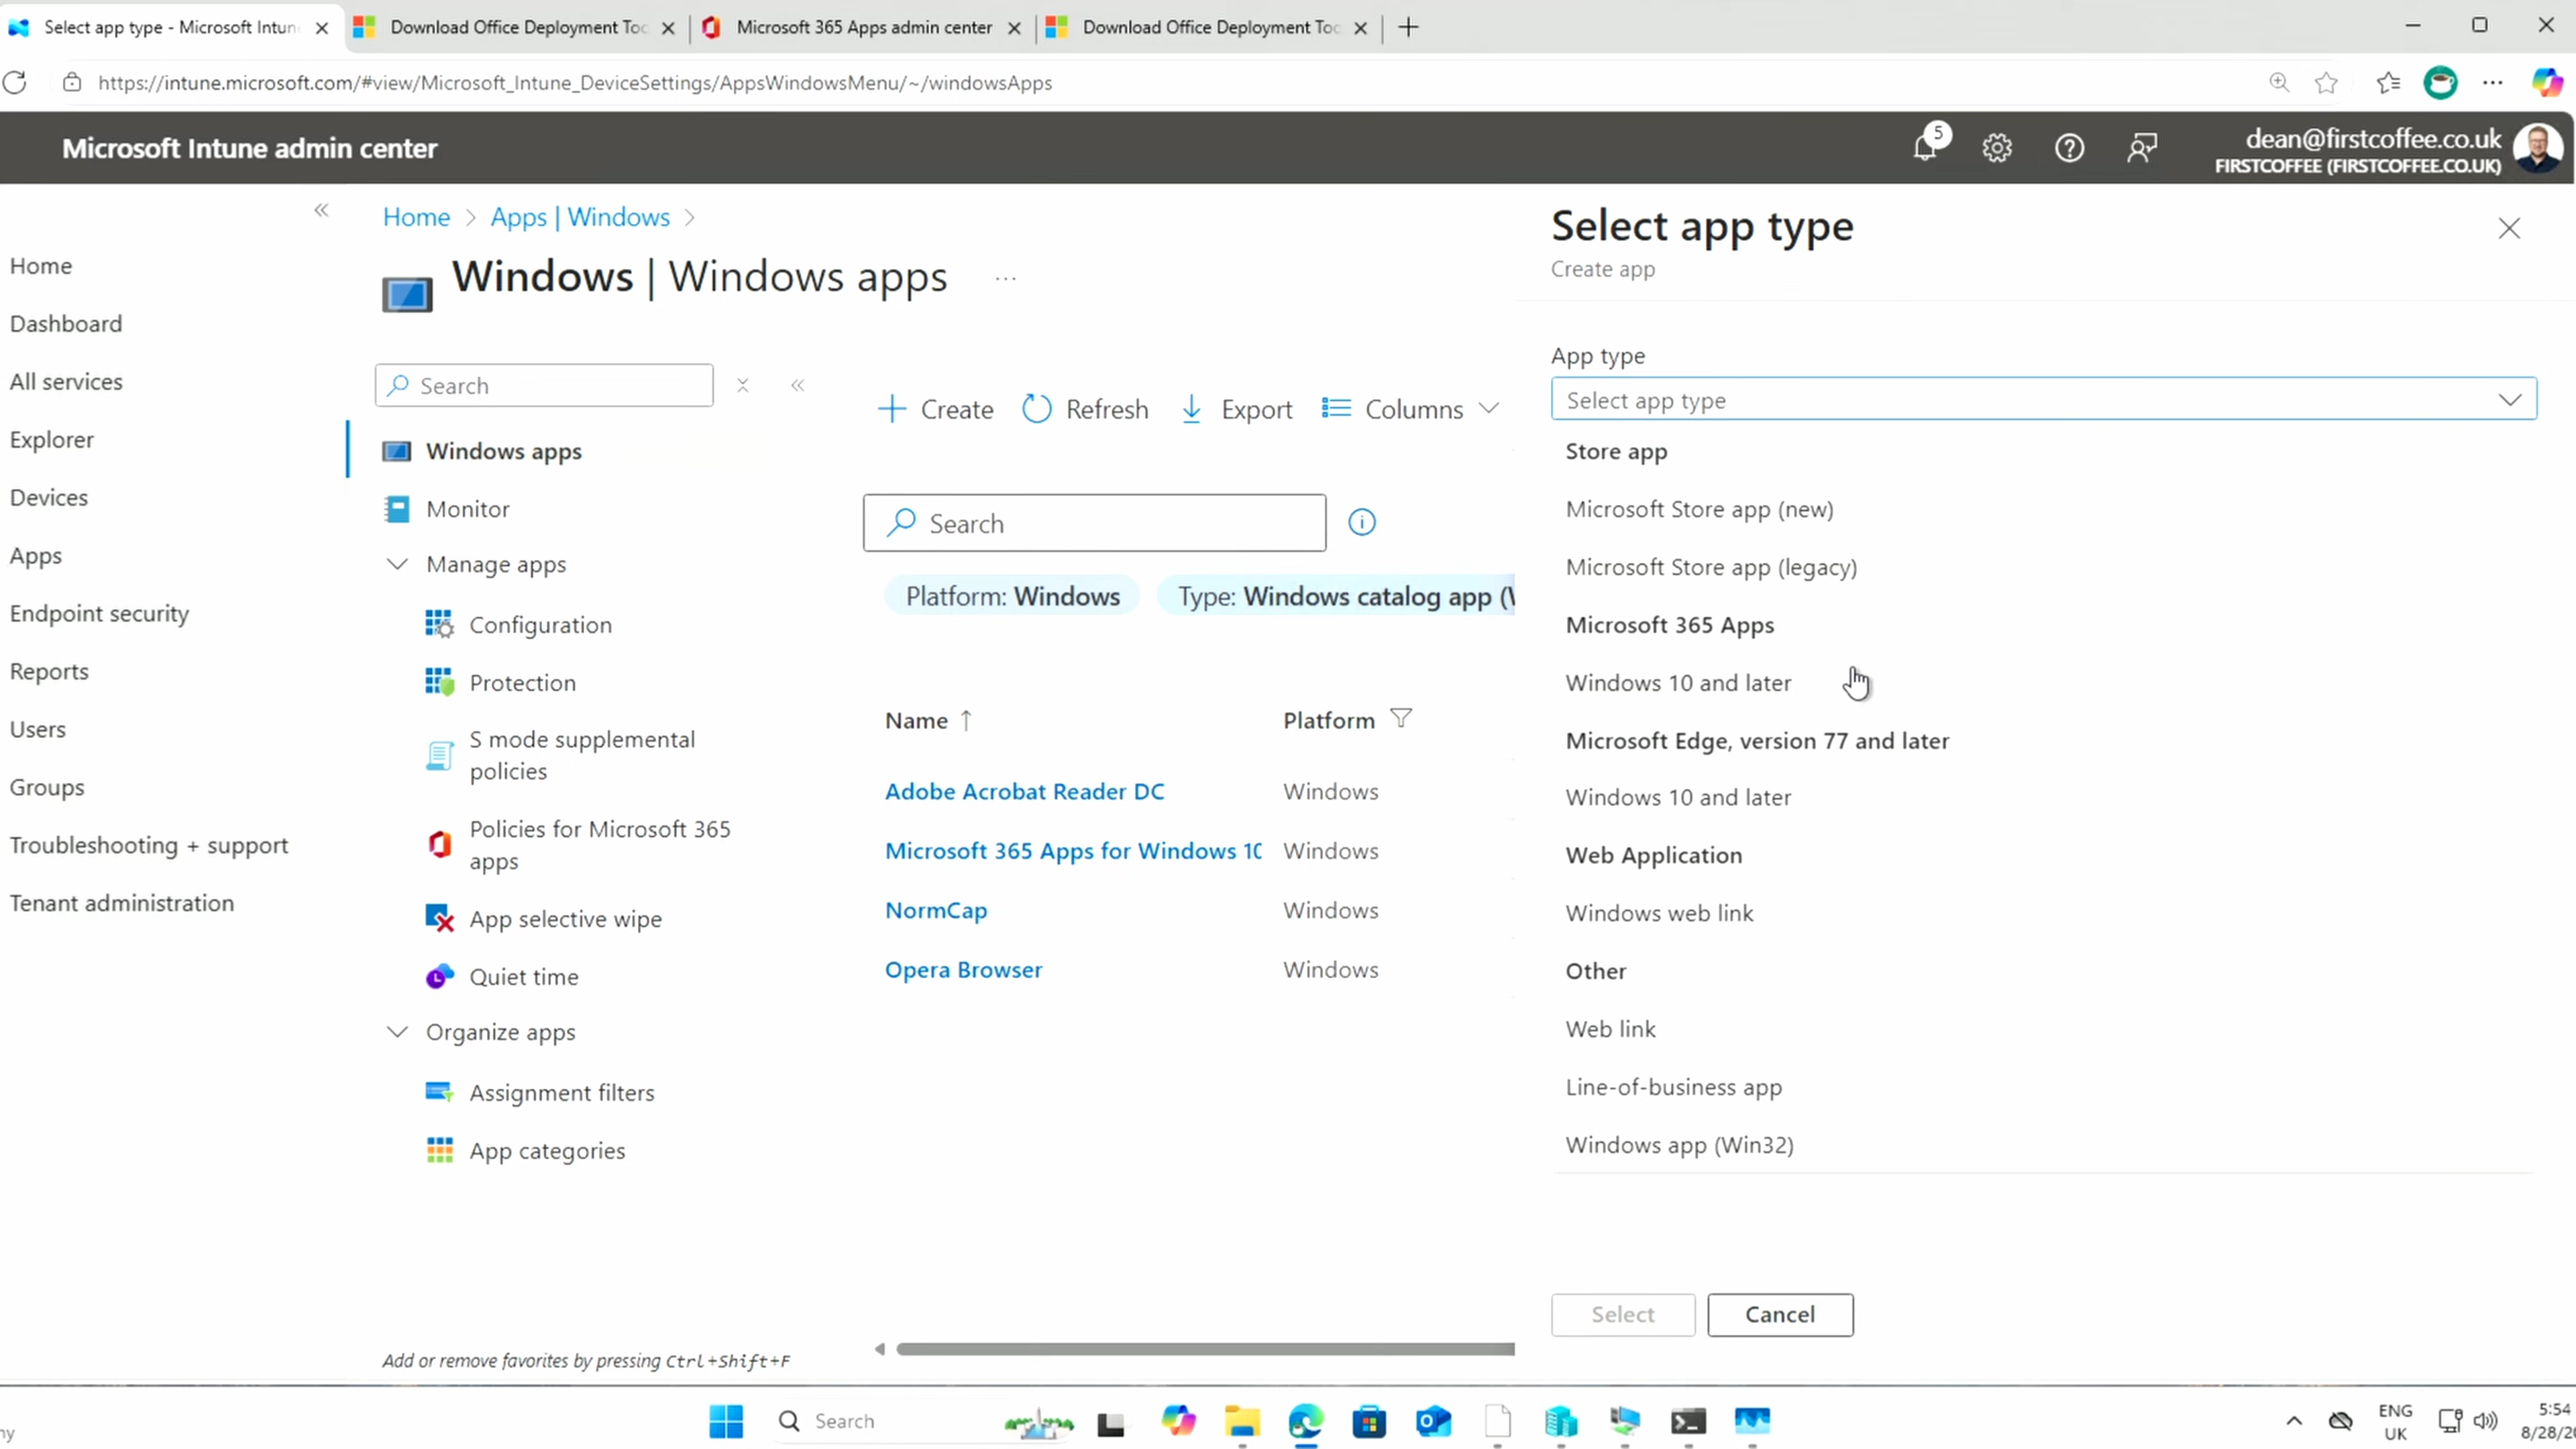 Select app type - Microsoft Intun
Download Office Deployment Too
Microsoft 365 Apps admin center
Download Office Deployment Too
https://intune.microsoft.com/#view/Microsoft_Intune_DeviceSettings/AppsWindowsMenu/~/windowsApps
Microsoft Intune admin center
5
dean@firstcoffee.co.uk
FIRSTCOFFEE (FIRSTCOFFEE.CO.UK)
Home
Dashboard
All services
Explorer
Devices
Apps
Endpoint security
Reports
Users
Groups
Troubleshooting + support
Tenant administration
Home > Apps | Windows >
Windows | Windows apps
...
Search
Windows apps
Monitor
Manage apps
Configuration
Protection
S mode supplemental
policies
Policies for Microsoft 365
apps
App selective wipe
Quiet time
Organize apps
Assignment filters
App categories
Add or remove favorites by pressing Ctrl+Shift+F
Create
Refresh
Export
Columns
Search
Platform: Windows
Type: Windows catalog app (
Name ↑
Platform
Adobe Acrobat Reader DC
Windows
Microsoft 365 Apps for Windows 10
Windows
NormCap
Windows
Opera Browser
Windows
Select app type
Create app
App type
Select app type
Store app
Microsoft Store app (new)
Microsoft Store app (legacy)
Microsoft 365 Apps
Windows 10 and later
Microsoft Edge, version 77 and later
Windows 10 and later
Web Application
Windows web link
Other
Web link
Line-of-business app
Windows app (Win32)
Select
Cancel
Search
ENG
UK
5:54
8/28/2